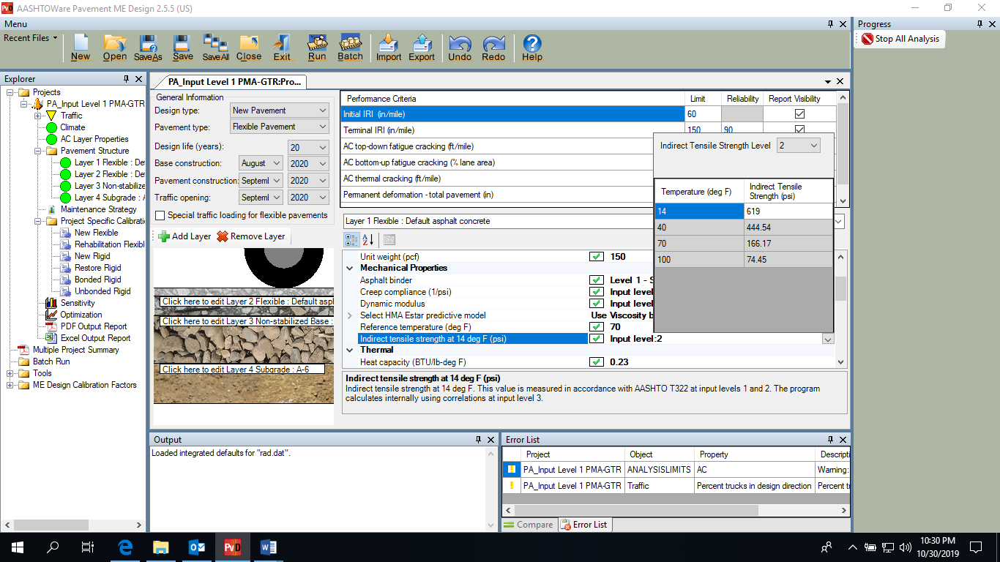 AASHTOWare Pavement ME Design 2.5.5 (US)
Menu
Recent Files
New
Open
SaveAs
Save
SaveAll
Close
Exit
Run
Batch
Import
Export
Undo
Redo
Help
Progress
Stop All Analysis
Explorer
Projects
PA_Input Level 1 PMA-GTR
Traffic
Climate
AC Layer Properties
Pavement Structure
Layer 1 Flexible : De
Layer 2 Flexible : De
Layer 3 Non-stabilize
Layer 4 Subgrade : A
Maintenance Strategy
Project Specific Calibrati
New Flexible
Rehabilitation Flexibl
New Rigid
Restore Rigid
Bonded Rigid
Unbonded Rigid
Sensitivity
Optimization
PDF Output Report
Excel Output Report
Multiple Project Summary
Batch Run
Tools
ME Design Calibration Factors
PA_Input Level 1 PMA-GTR:Pro...
General Information
Design type: New Pavement
Pavement type: Flexible Pavement
Design life (years): 20
Base construction: August 2020
Pavement construction: Septeml 2020
Traffic opening: Septeml 2020
Special traffic loading for flexible pavements
Add Layer Remove Layer
Click here to edit Layer 2 Flexible : Default aspl
Click here to edit Layer 3 Non-stabilized Base :
Click here to edit Layer 4 Subgrade : A-6
Performance Criteria Limit Reliability Report Visibility
Initial IRI (in/mile) 60
Terminal IRI (in/mile) 150 90
AC top-down fatigue cracking (ft/mile)
AC bottom-up fatigue cracking (% lane area)
AC thermal cracking (ft/mile)
Permanent deformation - total pavement (in)
Indirect Tensile Strength Level 2
Temperature (deg F) Indirect Tensile Strength (psi)
14 619
40 444.54
70 166.17
100 74.45
Layer 1 Flexible : Default asphalt concrete
Unit weight (pcf) 150
Mechanical Properties
Asphalt binder Level 1 - S
Creep compliance (1/psi) Input level
Dynamic modulus Input level
Select HMA Estar predictive model Use Viscosity b
Reference temperature (deg F) 70
Indirect tensile strength at 14 deg F (psi) Input level:2
Thermal
Heat capacity (BTU/lb-deg F) 0.23
Indirect tensile strength at 14 deg F (psi)
Indirect tensile strength at 14 deg F. This value is measured in accordance with AASHTO T322 at input levels 1 and 2. The program
calculates internally using correlations at input level 3.
Output
Loaded integrated defaults for "rad.dat".
Error List
Project Object Property Descripti
PA_Input Level 1 PMA-GTR ANALYSISLIMITS AC Warning:
PA_Input Level 1 PMA-GTR Traffic Percent trucks in design direction Percent tr
Compare Error List
10:30 PM
10/30/2019